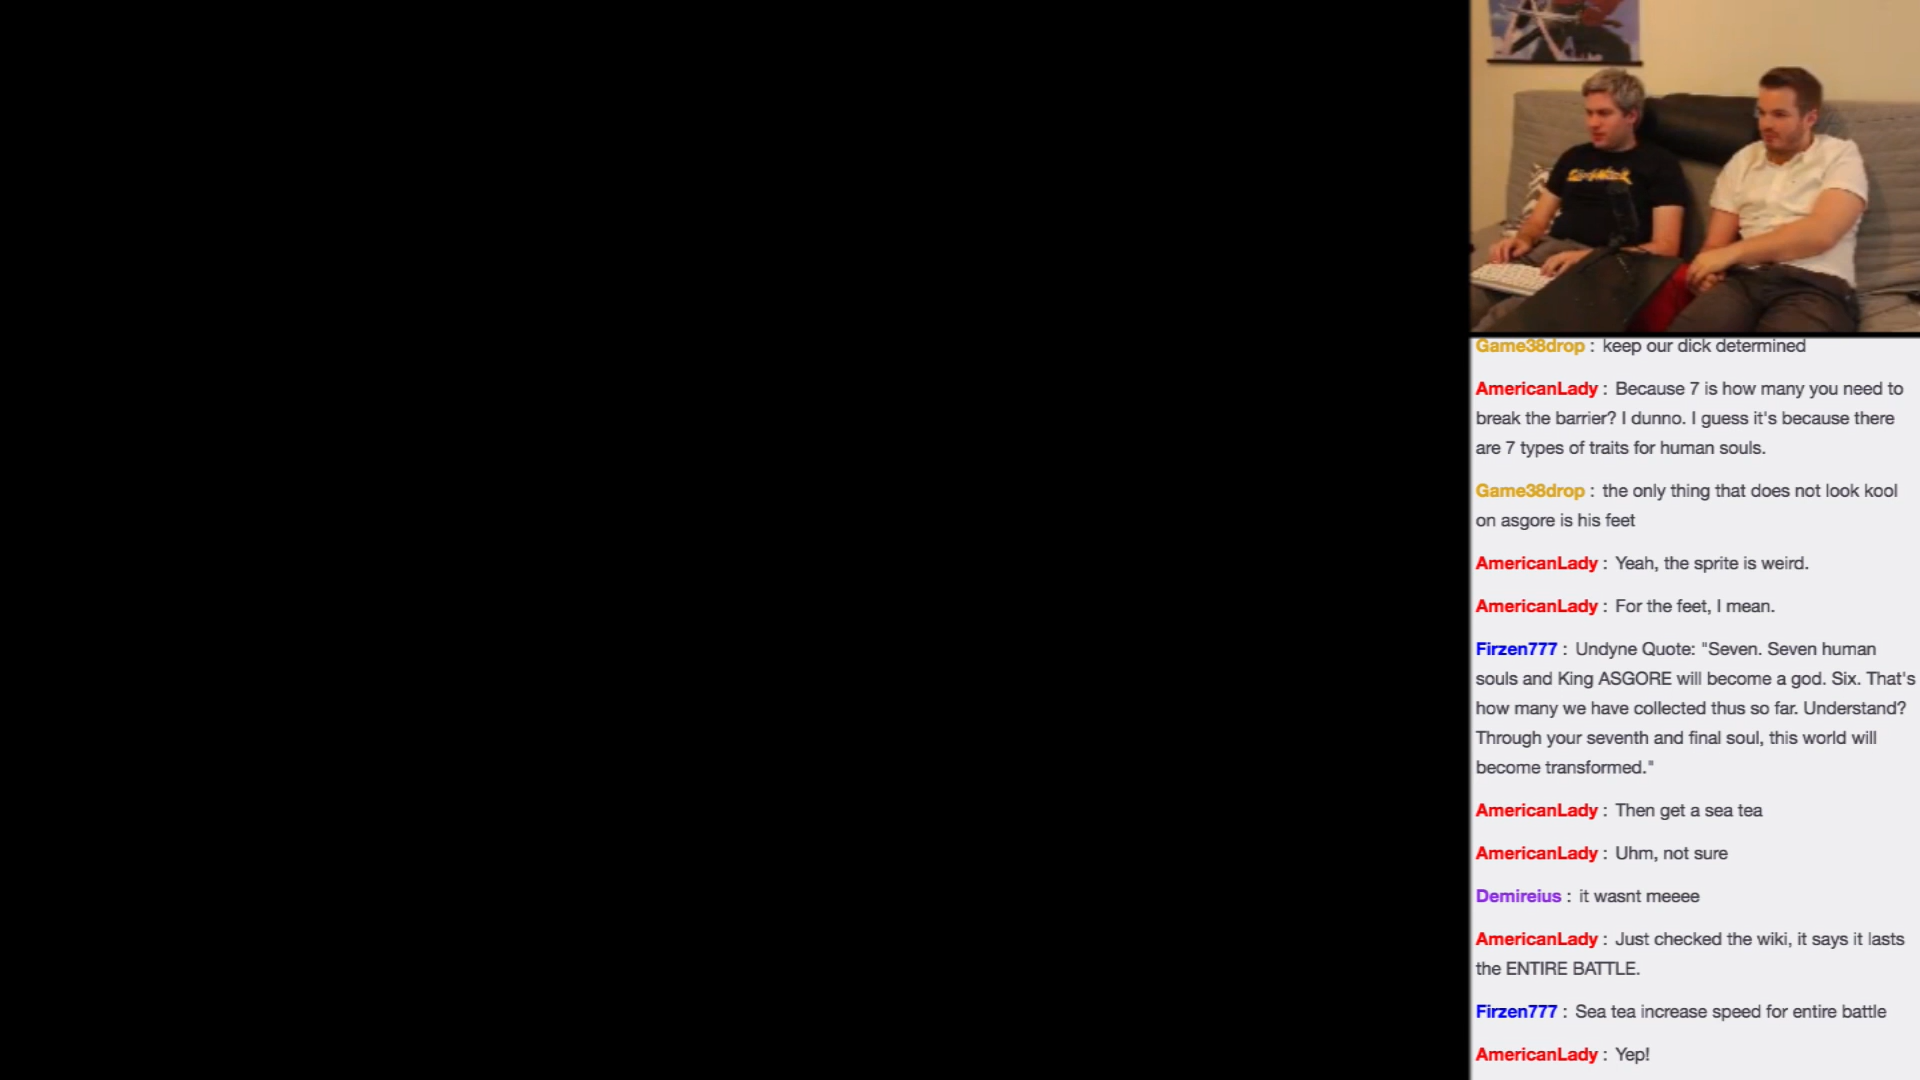 Game38drop : keep our dick determined
AmericanLady : Because 7 is how many you need to
break the barrier? I dunno. I guess it's because there
are 7 types of traits for human souls.
Game38drop : the only thing that does not look kool
on asgore is his feet
AmericanLady : Yeah, the sprite is weird.
AmericanLady : For the feet, I mean.
Firzen777 : Undyne Quote: "Seven. Seven human
souls and King ASGORE will become a god. Six. That's
how many we have collected thus so far. Understand?
Through your seventh and final soul, this world will
become transformed."
AmericanLady : Then get a sea tea
AmericanLady : Uhm, not sure
Demireius : it wasnt meeee
AmericanLady : Just checked the wiki, it says it lasts
the ENTIRE BATTLE.
Firzen777 : Sea tea increase speed for entire battle
AmericanLady : Yep!